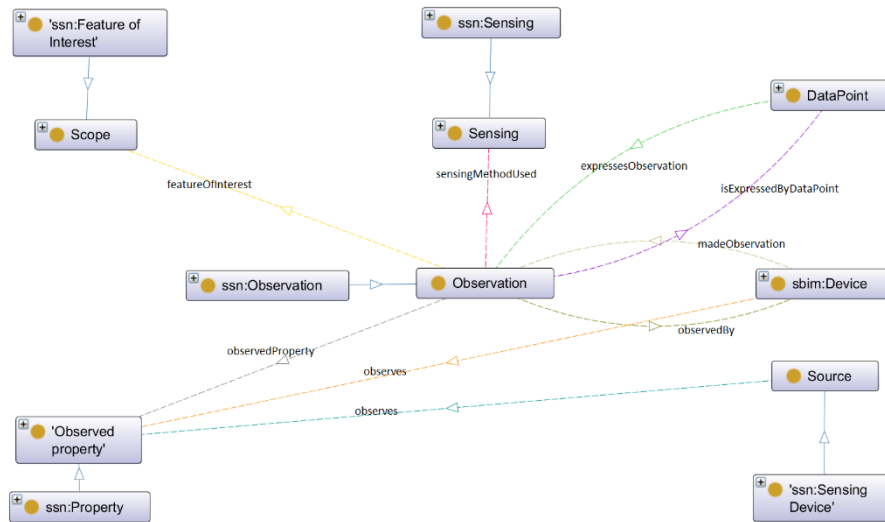 'ssn:Feature of
Interest'
ssn:Sensing
DataPoint
Scope
Sensing
expressesObservation
sensingMethodUsed
featureOfInterest
isExpressedByDataPoint
madeObservation
ssn:Observation
Observation
sbim:Device
observedBy
observedProperty
observes
Source
observes
'Observed
property'
ssn:Property
'ssn:Sensing
Device'